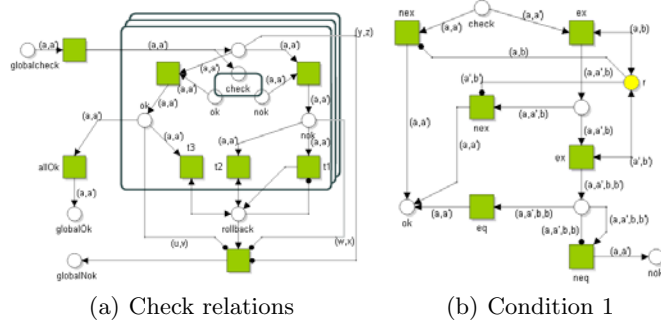 (a,a')
globalcheck
(a,a')
(a,a')
(y,z)
(a,a')
check
(a,a')
ok
nok
ok
(a,a')
nok
(a,a')
(a,a')
t3
(a,a')
t2
(a,a')
t1
allOk
(a,a')
globalOk
rollback
(u,v)
(w,x)
globalNok
(a) Check relations
nex
(a,a')
check
(a,a')
ex
(a,b)
(a,b)
r
(a',b')
(a,a',b)
(a,a')
nex
(a,a',b)
(a,a')
(a,a',b)
ex
(a',b')
(a,a',b,b')
ok
(a,a')
eq
(a,a',b,b)
(a,a',b,b)
(a,a',b,b')
neq
(a,a')
nok
(b) Condition 1